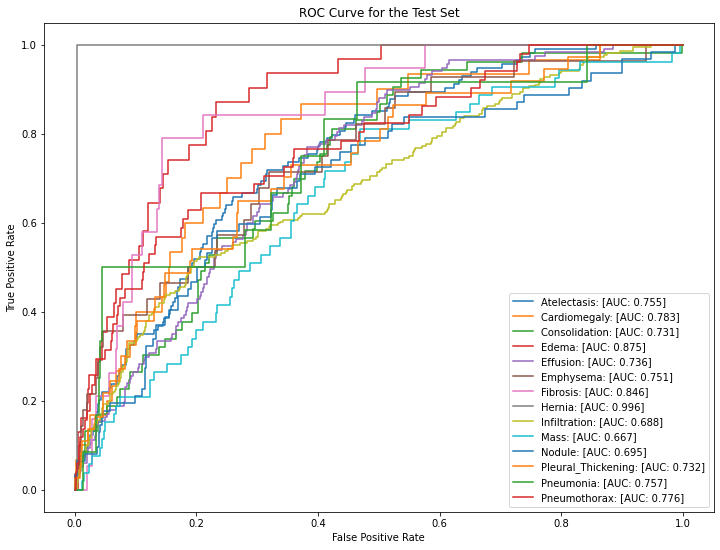 ROC Curve for the Test Set
1.0
0.8
0.6
0.4
0.2
0.0
True Positive Rate
Atelectasis: [AUC: 0.755]
Cardiomegaly: [AUC: 0.783]
Consolidation: [AUC: 0.731]
Edema: [AUC: 0.875]
Effusion: [AUC: 0.736]
Emphysema: [AUC: 0.751]
Fibrosis: [AUC: 0.846]
Hernia: [AUC: 0.996]
Infiltration: [AUC: 0.688]
Mass: [AUC: 0.667]
Nodule: [AUC: 0.695]
Pleural_Thickening: [AUC: 0.732]
Pneumonia: [AUC: 0.757]
Pneumothorax: [AUC: 0.776]
0.0 0.2 0.4 0.6 0.8 1.0
False Positive Rate